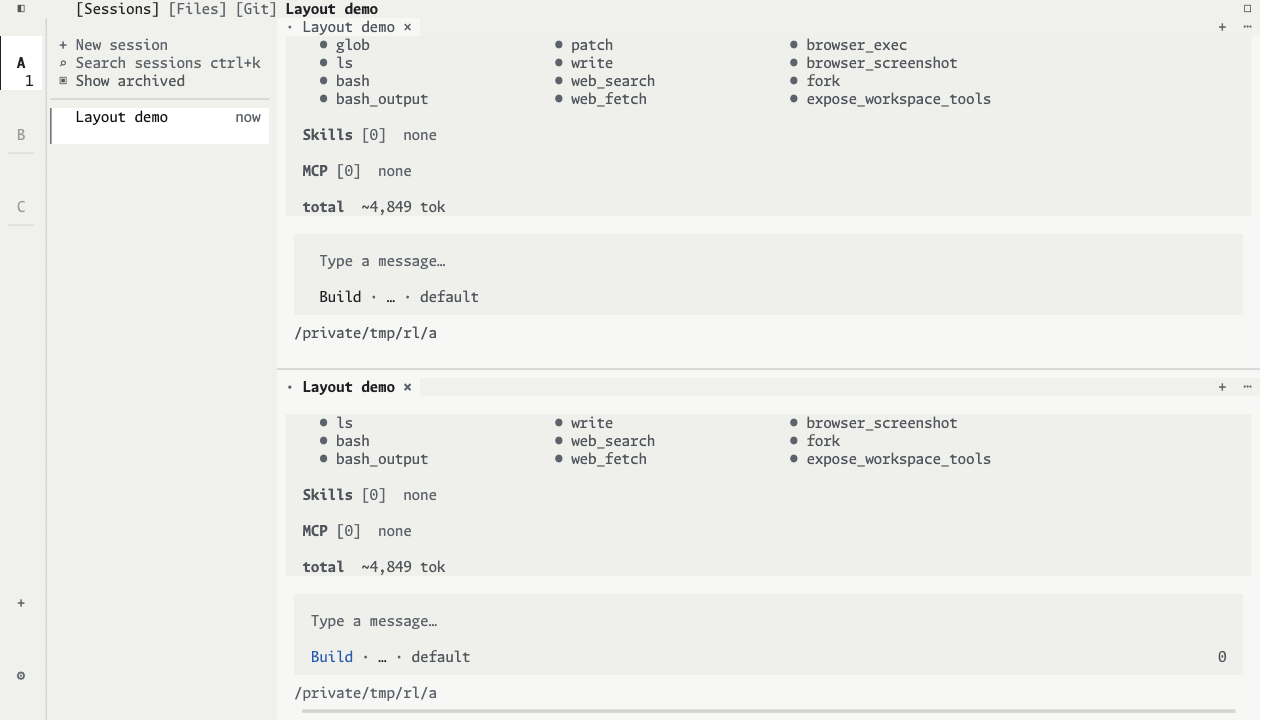 [Sessions] [Files] [Git] Layout demo
· Layout demo × + ⋯
A
1
B
C
+ New session
⌕ Search sessions ctrl+k
▣ Show archived
Layout demo now
● glob ● patch ● browser_exec
● ls ● write ● browser_screenshot
● bash ● web_search ● fork
● bash_output ● web_fetch ● expose_workspace_tools
Skills [0] none
MCP [0] none
total ~4,849 tok
Type a message…
Build · … · default
/private/tmp/rl/a
· Layout demo × + ⋯
● ls ● write ● browser_screenshot
● bash ● web_search ● fork
● bash_output ● web_fetch ● expose_workspace_tools
Skills [0] none
MCP [0] none
total ~4,849 tok
Type a message…
Build · … · default 0
/private/tmp/rl/a
+
⚙